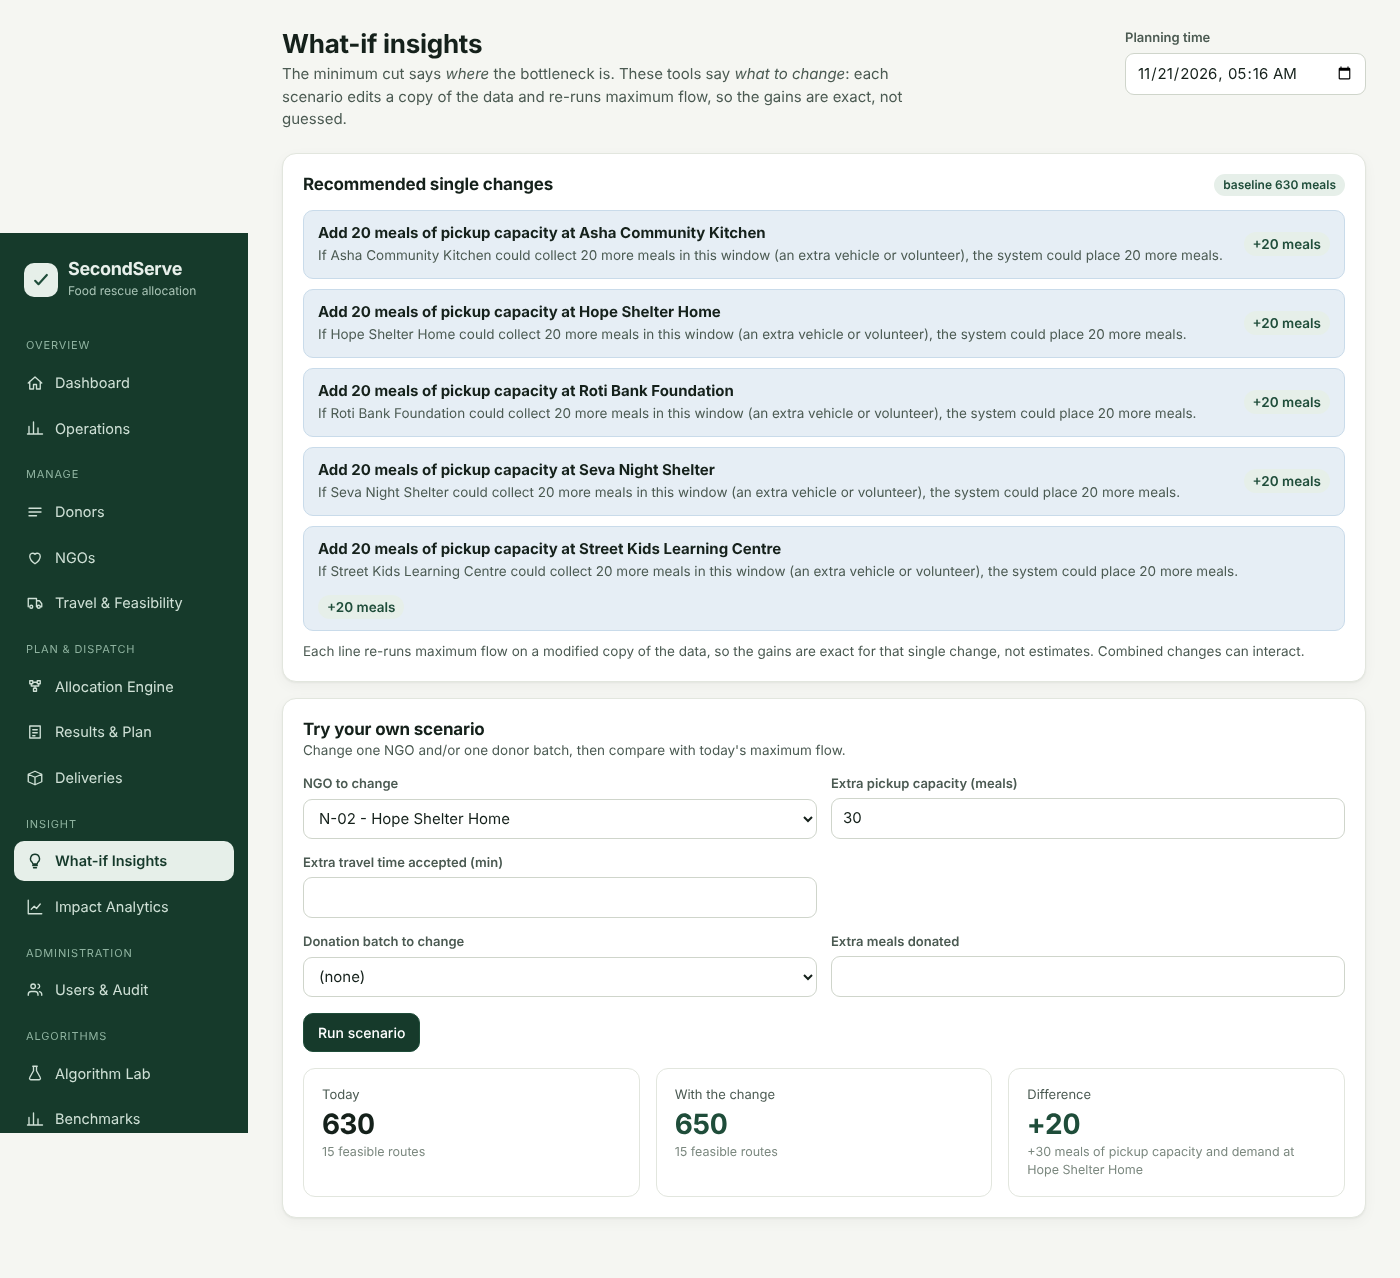 What-if insights
The minimum cut says where the bottleneck is. These tools say what to change: each
scenario edits a copy of the data and re-runs maximum flow, so the gains are exact, not
guessed.
Planning time
11/21/2026, 05:16 AM
SecondServe
Food rescue allocation
OVERVIEW
Dashboard
Operations
MANAGE
Donors
NGOs
Travel & Feasibility
PLAN & DISPATCH
Allocation Engine
Results & Plan
Deliveries
INSIGHT
What-if Insights
Impact Analytics
ADMINISTRATION
Users & Audit
ALGORITHMS
Algorithm Lab
Benchmarks
Recommended single changes
baseline 630 meals
Add 20 meals of pickup capacity at Asha Community Kitchen
If Asha Community Kitchen could collect 20 more meals in this window (an extra vehicle or volunteer), the system could place 20 more meals.
+20 meals
Add 20 meals of pickup capacity at Hope Shelter Home
If Hope Shelter Home could collect 20 more meals in this window (an extra vehicle or volunteer), the system could place 20 more meals.
+20 meals
Add 20 meals of pickup capacity at Roti Bank Foundation
If Roti Bank Foundation could collect 20 more meals in this window (an extra vehicle or volunteer), the system could place 20 more meals.
+20 meals
Add 20 meals of pickup capacity at Seva Night Shelter
If Seva Night Shelter could collect 20 more meals in this window (an extra vehicle or volunteer), the system could place 20 more meals.
+20 meals
Add 20 meals of pickup capacity at Street Kids Learning Centre
If Street Kids Learning Centre could collect 20 more meals in this window (an extra vehicle or volunteer), the system could place 20 more meals.
+20 meals
Each line re-runs maximum flow on a modified copy of the data, so the gains are exact for that single change, not estimates. Combined changes can interact.
Try your own scenario
Change one NGO and/or one donor batch, then compare with today's maximum flow.
NGO to change
N-02 - Hope Shelter Home
Extra pickup capacity (meals)
30
Extra travel time accepted (min)
Donation batch to change
(none)
Extra meals donated
Run scenario
Today
630
15 feasible routes
With the change
650
15 feasible routes
Difference
+20
+30 meals of pickup capacity and demand at
Hope Shelter Home